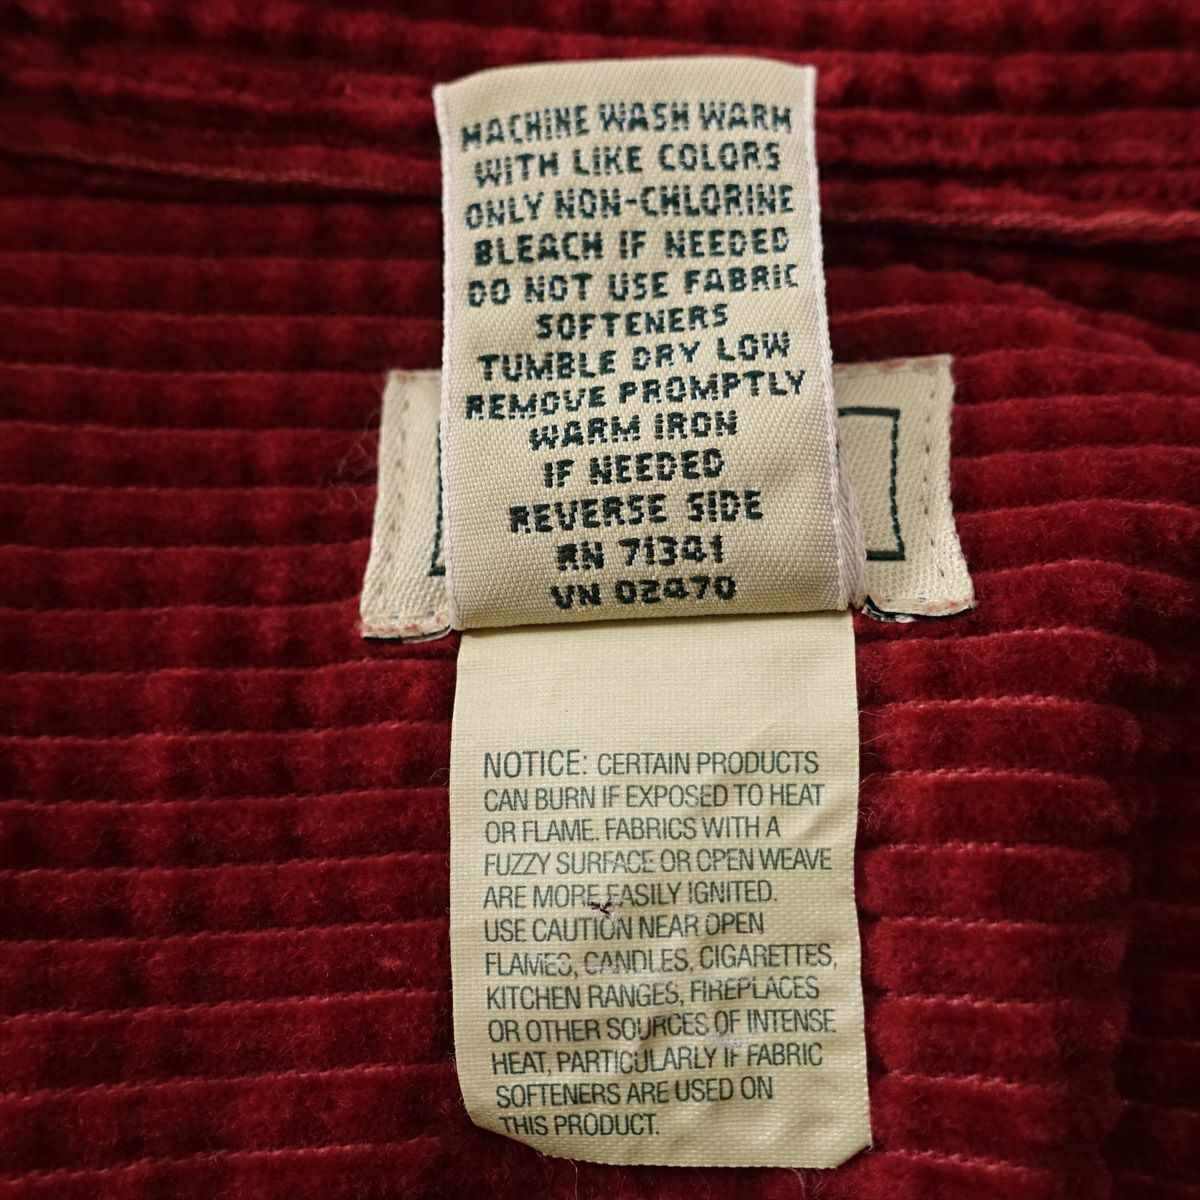 MACHINE WASH WARM
WITH LIKE COLORS
ONLY NON-CHLORINE
BLEACH IF NEEDED
DO NOT USE FABRIC
SOFTENERS
TUMBLE DRY LOW
REMOVE PROMPTLY
WARM IRON
IF NEEDED
REVERSE SIDE
RN 71341
VN 02470
NOTICE: CERTAIN PRODUCTS
CAN BURN IF EXPOSED TO HEAT
OR FLAME. FABRICS WITH A
FUZZY SURFACE OR OPEN WEAVE
ARE MORE EASILY IGNITED.
USE CAUTION NEAR OPEN
FLAMES, CANDLES, CIGARETTES,
KITCHEN RANGES, FIREPLACES
OR OTHER SOURCES OF INTENSE
HEAT, PARTICULARLY IF FABRIC
SOFTENERS ARE USED ON
THIS PRODUCT.